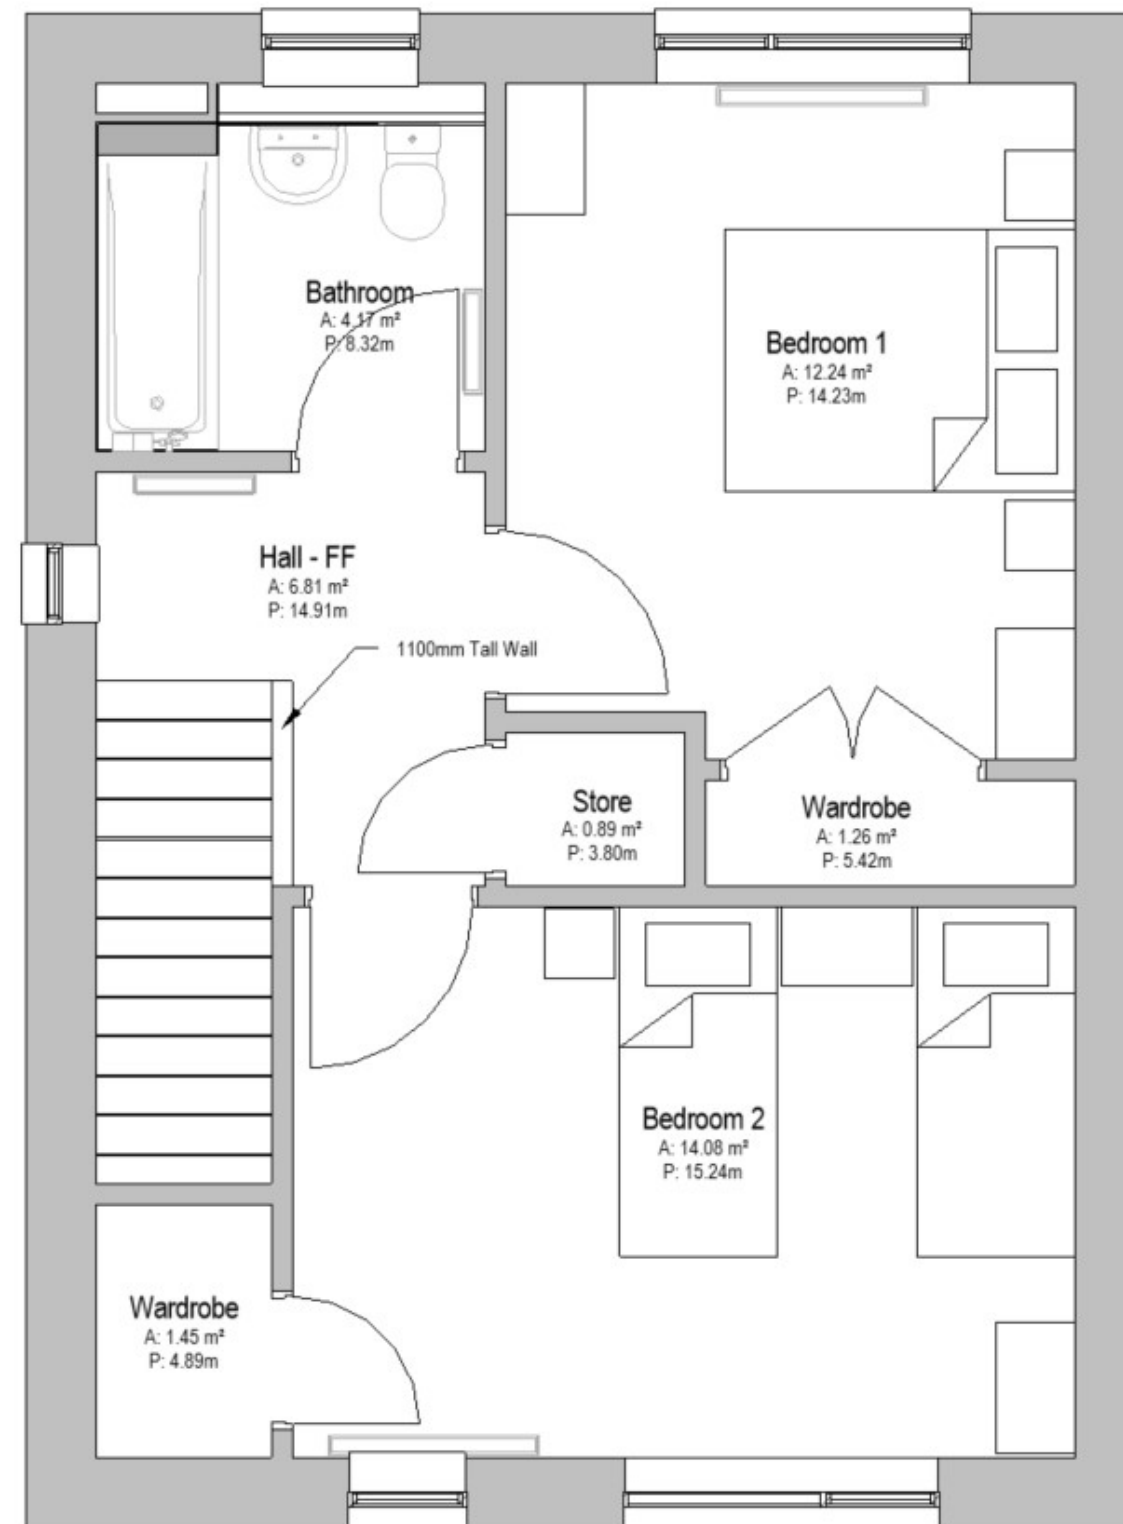 Bathroom
A: 4.17 m²
P: 8.32m
Bedroom 1
A: 12.24 m²
P: 14.23m
Hall - FF
A: 6.81 m²
P: 14.91m
1100mm Tall Wall
Store
A: 0.89 m²
P: 3.80m
Wardrobe
A: 1.26 m²
P: 5.42m
Bedroom 2
A: 14.08 m²
P: 15.24m
Wardrobe
A: 1.45 m²
P: 4.89m